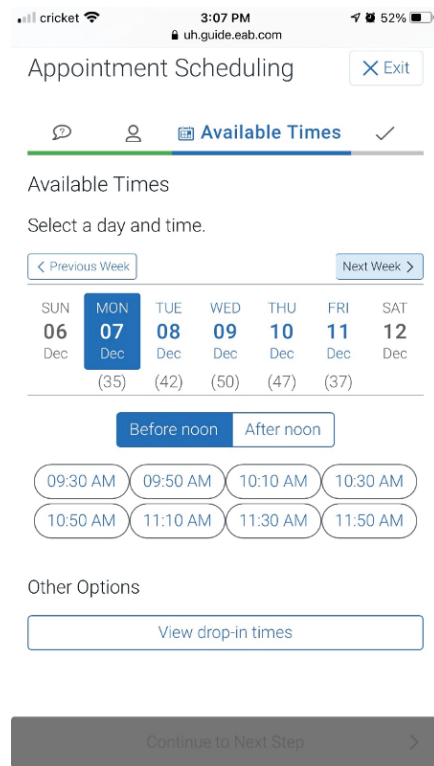 cricket 3:07 PM 52%
uh.guide.eab.com
Appointment Scheduling X Exit
Available Times
Available Times
Select a day and time.
< Previous Week Next Week >
SUN MON TUE WED THU FRI SAT
06 07 08 09 10 11 12
Dec Dec Dec Dec Dec Dec Dec
(35) (42) (50) (47) (37)
Before noon After noon
09:30 AM 09:50 AM 10:10 AM 10:30 AM
10:50 AM 11:10 AM 11:30 AM 11:50 AM
Other Options
View drop-in times
Continue to Next Step >